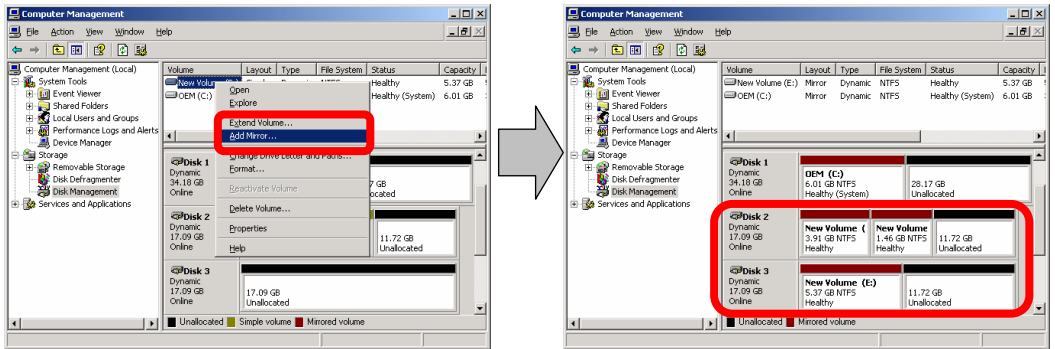 Computer Management
File Action View Window Help
Computer Management (Local)
System Tools
Event Viewer
Shared Folders
Local Users and Groups
Performance Logs and Alerts
Device Manager
Storage
Removable Storage
Disk Defragmenter
Disk Management
Services and Applications
Volume Layout Type File System Status Capacity
New Volume Healthy 5.37 GB
OEM (C:) Healthy (System) 6.01 GB
Open
Explore
Extend Volume...
Add Mirror...
Change Drive Letter and Paths...
Format...
Reactivate Volume
Delete Volume...
Properties
Help
Disk 1
Dynamic
34.18 GB
Online
7 GB
ocated
Disk 2
Dynamic
17.09 GB
Online
11.72 GB
Unallocated
Disk 3
Dynamic
17.09 GB
Online
17.09 GB
Unallocated
Unallocated Simple volume Mirrored volume
Computer Management
File Action View Window Help
Computer Management (Local)
System Tools
Event Viewer
Shared Folders
Local Users and Groups
Performance Logs and Alerts
Device Manager
Storage
Removable Storage
Disk Defragmenter
Disk Management
Services and Applications
Volume Layout Type File System Status Capacity
New Volume (E:) Mirror Dynamic NTFS Healthy 5.37 GB
OEM (C:) Mirror Dynamic NTFS Healthy (System) 6.01 GB
Disk 1
Dynamic
34.18 GB
Online
OEM (C:)
6.01 GB NTFS
Healthy (System)
28.17 GB
Unallocated
Disk 2
Dynamic
17.09 GB
Online
New Volume (
3.91 GB NTFS
Healthy
New Volume
1.46 GB NTFS
Healthy
11.72 GB
Unallocated
Disk 3
Dynamic
17.09 GB
Online
New Volume (E:)
5.37 GB NTFS
Healthy
11.72 GB
Unallocated
Unallocated Mirrored volume